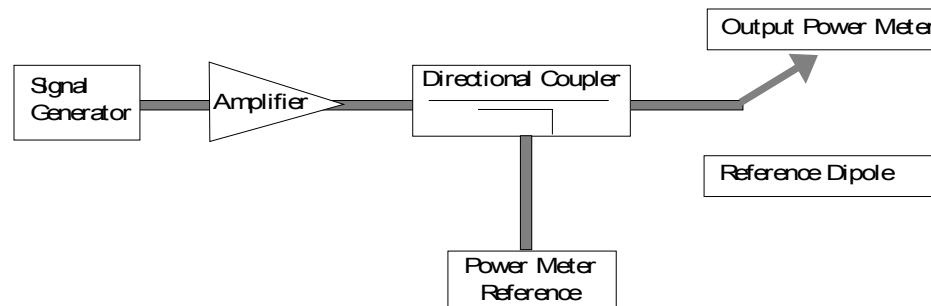 Output Power Meter
Directional Coupler
Signal
Generator
Amplifier
Reference Dipole
Power Meter
Reference